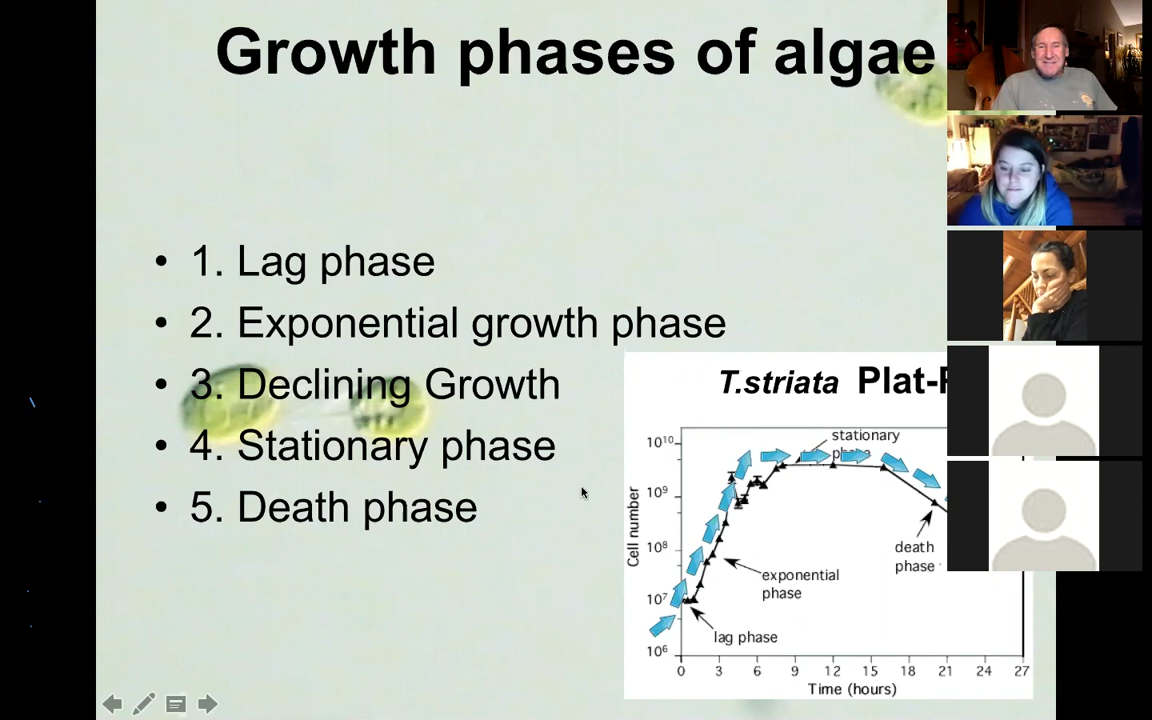 Growth phases of algae
• 1. Lag phase
• 2. Exponential growth phase
• 3. Declining Growth
• 4. Stationary phase
• 5. Death phase
T.striata Plat-
stationary
10¹⁰
10⁹
Cell number
10⁸
death
phase
exponential
phase
10⁷
lag phase
10⁶
0 3 6 9 12 15 18 21 24 27
Time (hours)